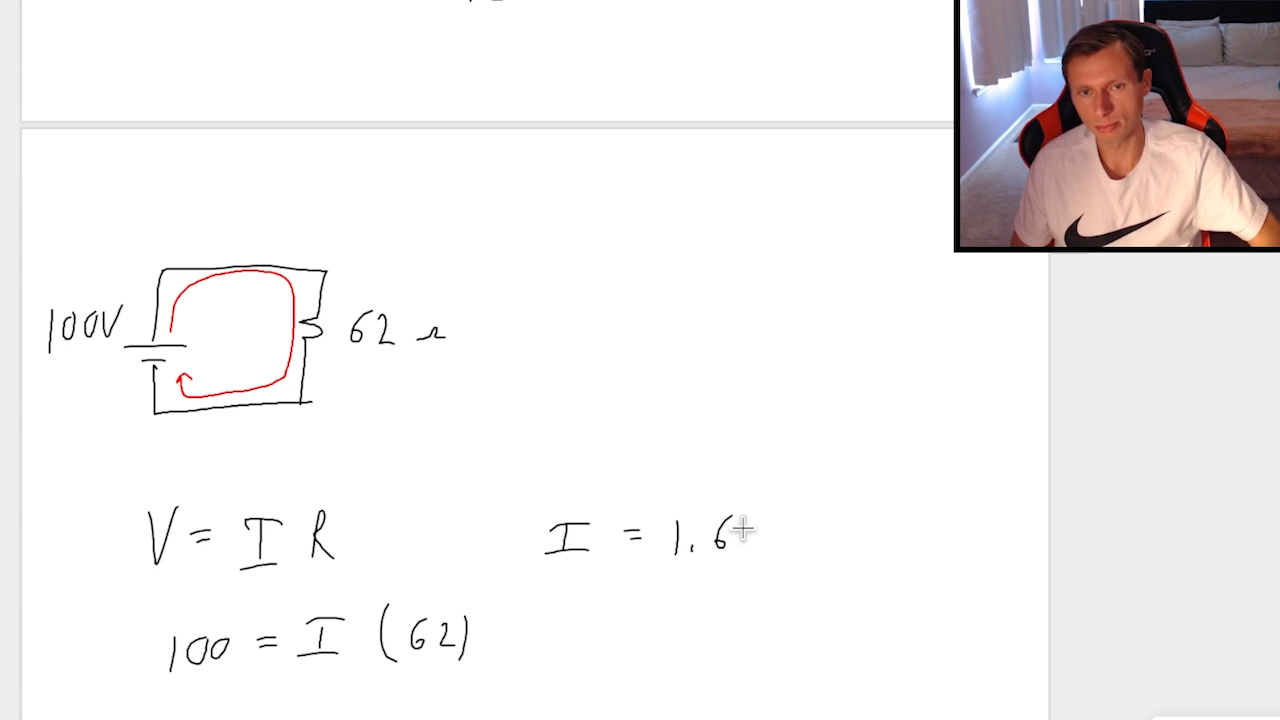 100V
62 Ω
V = I R
I = 1.6
100 = I (62)